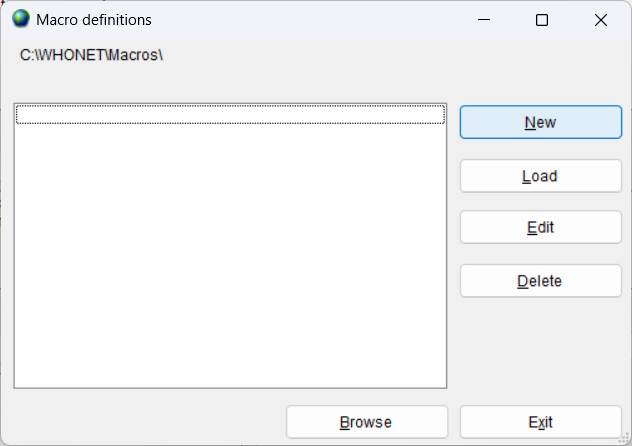 Macro definitions
C:\WHONET\Macros\
New
Load
Edit
Delete
Browse
Exit